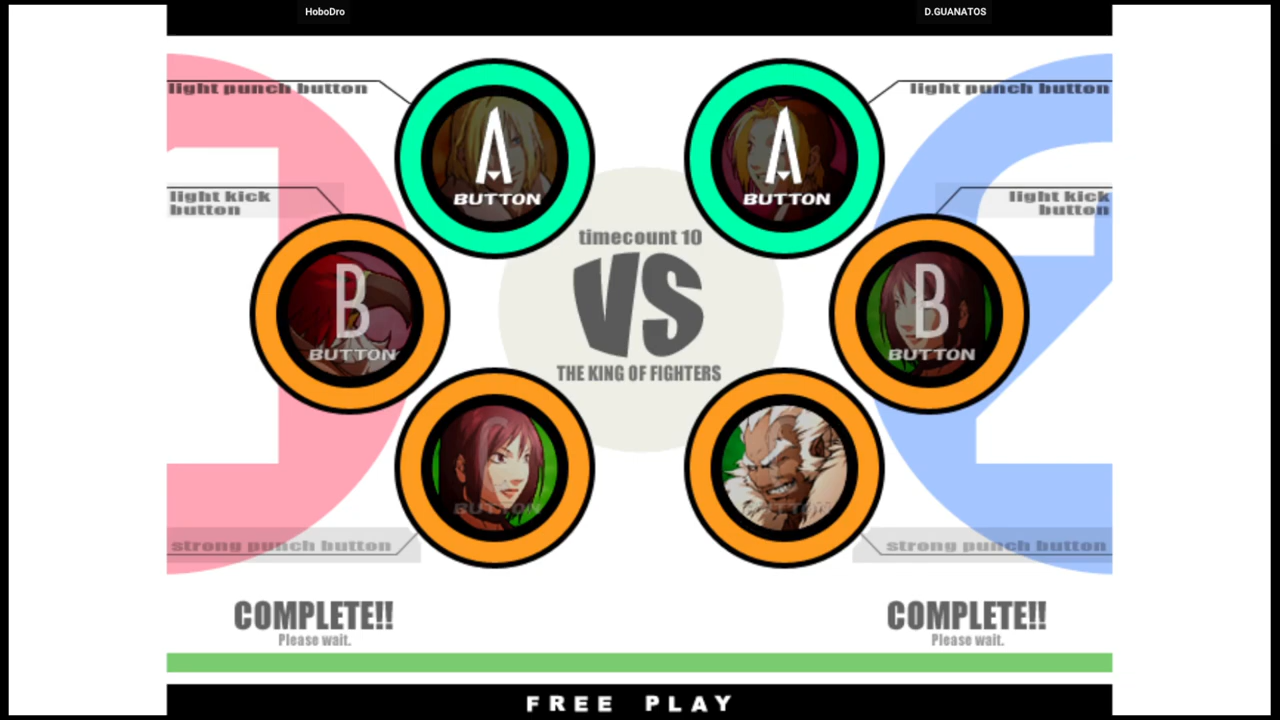 HoboDro
D.GUANATOS
light punch button
light punch button
A
BUTTON
A
BUTTON
light kick
button
light kick
button
timecount 10
VS
THE KING OF FIGHTERS
B
BUTTON
B
BUTTON
BUTTON
BUTTON
strong punch button
strong punch button
COMPLETE!!
Please wait.
COMPLETE!!
Please wait.
FREE PLAY